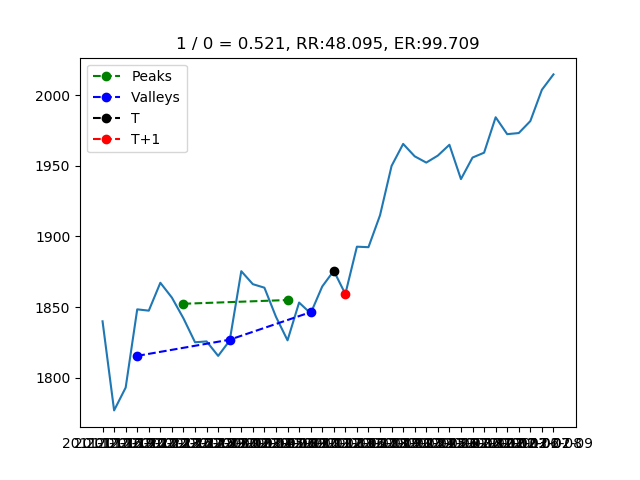 1 / 0 = 0.521, RR:48.095, ER:99.709
Peaks
Valleys
T
T+1
2000
1950
1900
1850
1800